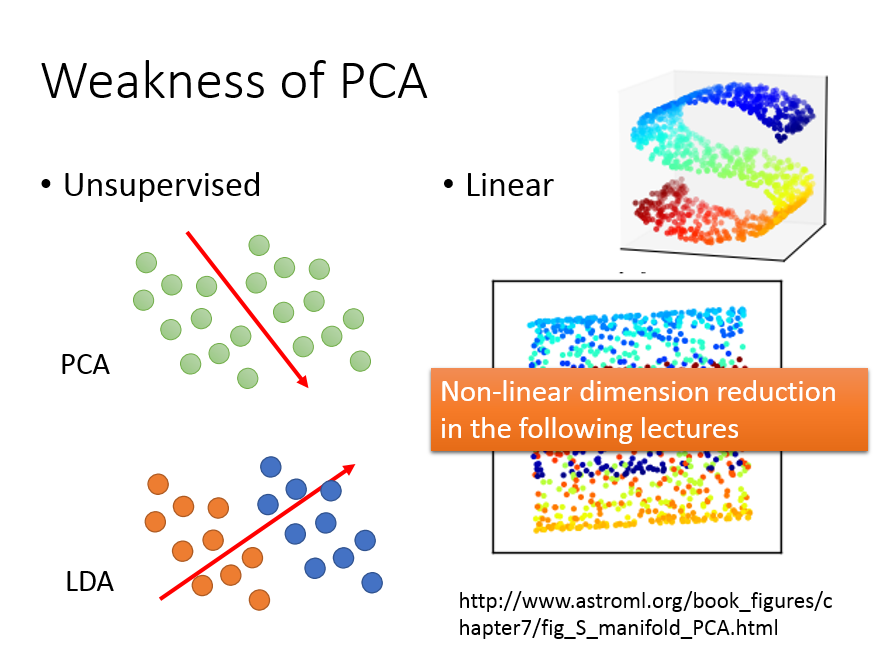 Weakness of PCA
• Unsupervised
PCA
LDA
• Linear
Non-linear dimension reduction
in the following lectures
http://www.astroml.org/book_figures/c
hapter7/fig_S_manifold_PCA.html